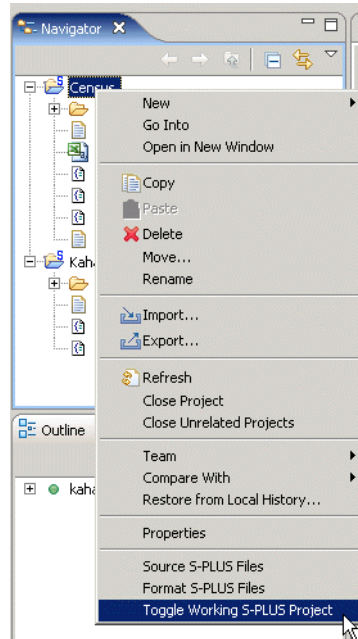 Navigator
Census
New
Go Into
Open in New Window
Copy
Paste
Delete
Move...
Rename
Kaha
Import...
Export...
Refresh
Close Project
Close Unrelated Projects
Outline
Team
Compare With
kaha
Restore from Local History...
Properties
Source S-PLUS Files
Format S-PLUS Files
Toggle Working S-PLUS Project